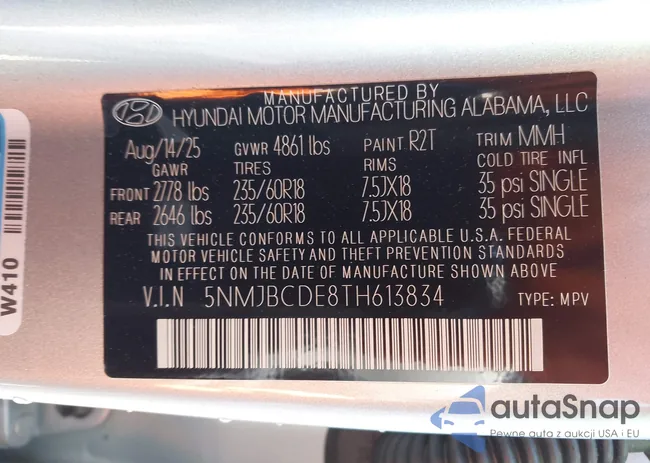 MANUFACTURED BY
HYUNDAI MOTOR MANUFACTURING ALABAMA, LLC
Aug/14/25 GVWR 4861 lbs PAINT R2T TRIM MMH
GAWR TIRES RIMS COLD TIRE INFL
FRONT 2778 lbs 235/60R18 7.5JX18 35 psi SINGLE
REAR 2646 lbs 235/60R18 7.5JX18 35 psi SINGLE
THIS VEHICLE CONFORMS TO ALL APPLICABLE U.S.A. FEDERAL
MOTOR VEHICLE SAFETY AND THEFT PREVENTION STANDARDS
IN EFFECT ON THE DATE OF MANUFACTURE SHOWN ABOVE
V.I.N 5NMJBCDE8TH613834 TYPE: MPV
W410
autaSnap
Pewne auta z aukcji USA i EU